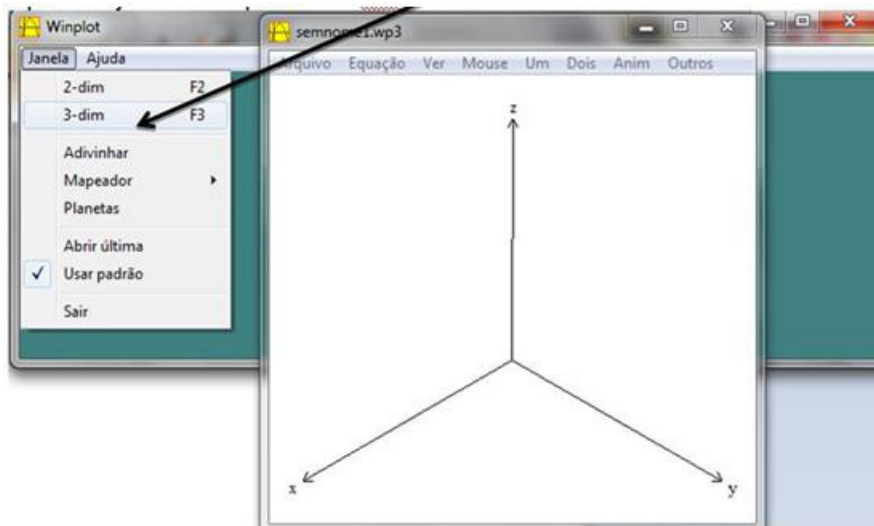 Winplot
Janela Ajuda
2-dim F2
3-dim F3
Adivinhar
Mapeador
Planetas
Abrir última
Usar padrão
Sair
semnome1.wp3
Arquivo Equação Ver Mouse Um Dois Anim Outros
z
x
y